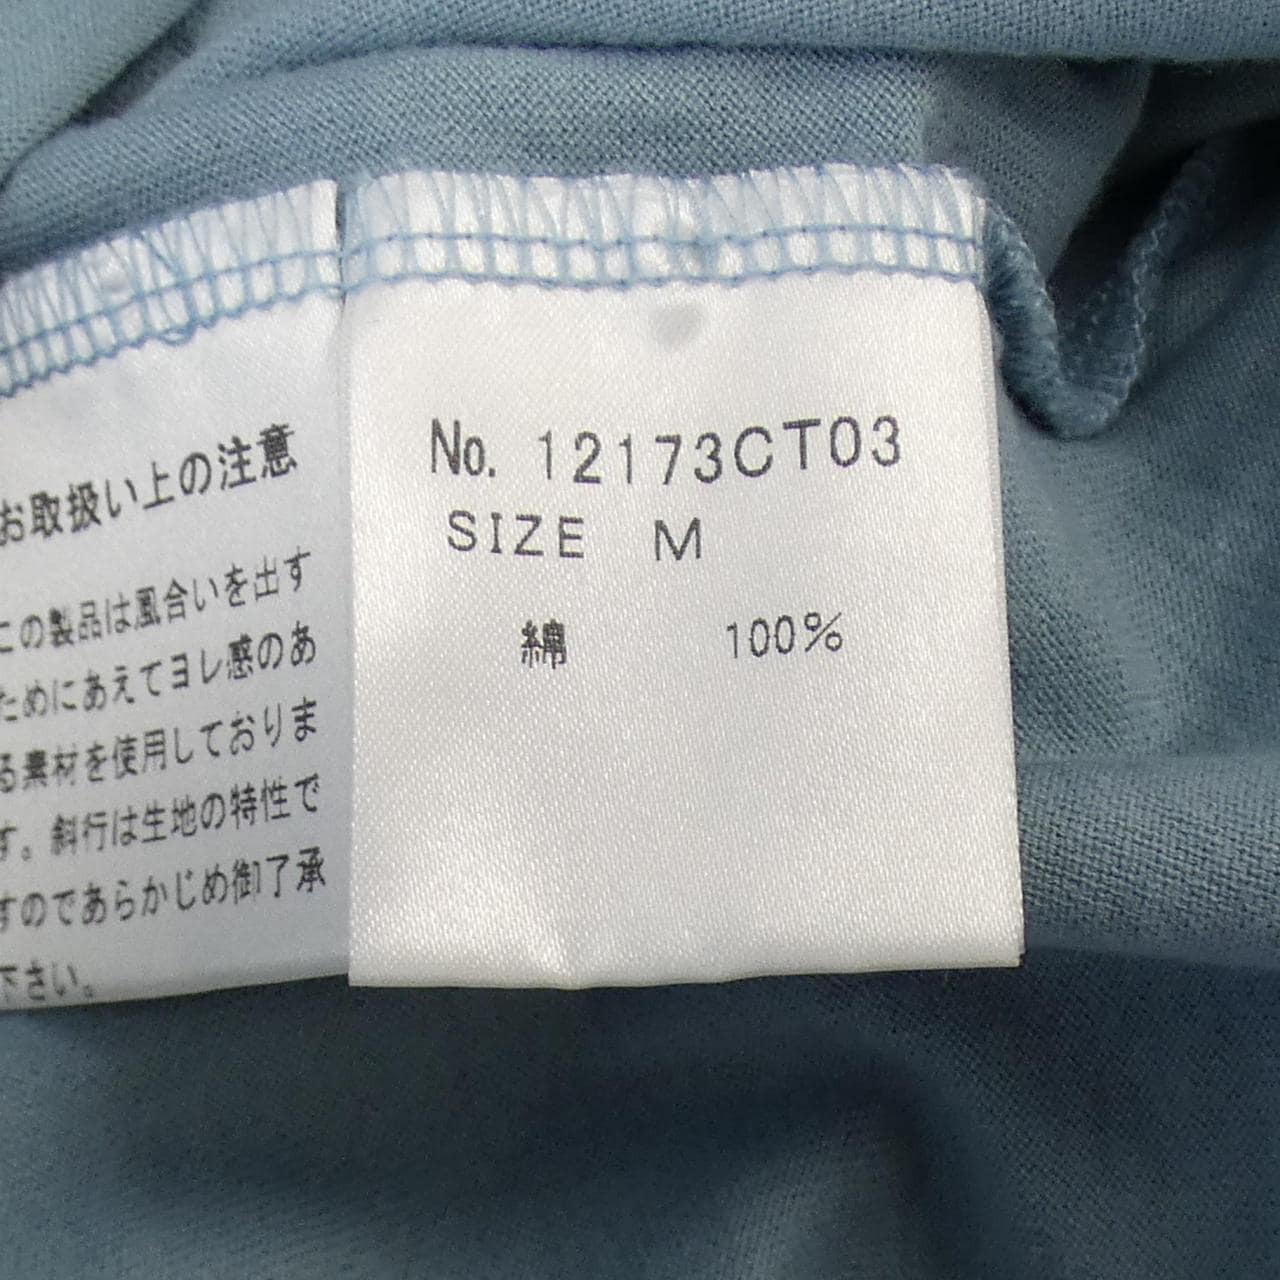 お取扱い上の注意
この製品は風合いを出す
ためにあえてヨレ感のあ
る素材を使用しておりま
す。斜行は生地の特性で
すのであらかじめ御了承
下さい。
No. 12173CT03
SIZE M
綿 100%